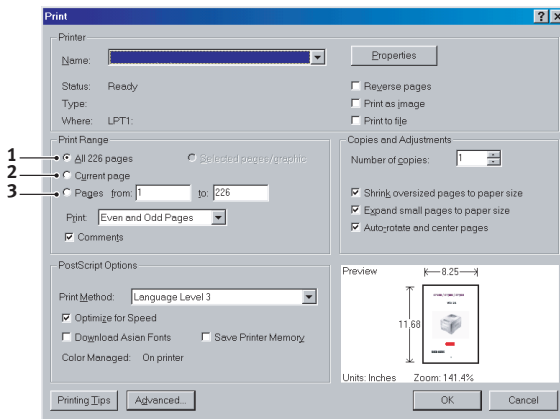 Print
Printer
Name:
Properties
Status: Ready
Reverse pages
Type:
Print as image
Where: LPT1:
Print to file
Print Range
Copies and Adjustments
1
All 226 pages
Selected pages/graphic
Number of copies: 1
2
Current page
3
Pages from: 1 to: 226
Shrink oversized pages to paper size
Print: Even and Odd Pages
Expand small pages to paper size
Comments
Auto-rotate and center pages
PostScript Options
Preview
8.25
Print Method: Language Level 3
Optimize for Speed
11.68
Download Asian Fonts
Save Printer Memory
Color Managed: On printer
Units: Inches Zoom: 141.4%
Printing Tips
Advanced...
OK
Cancel